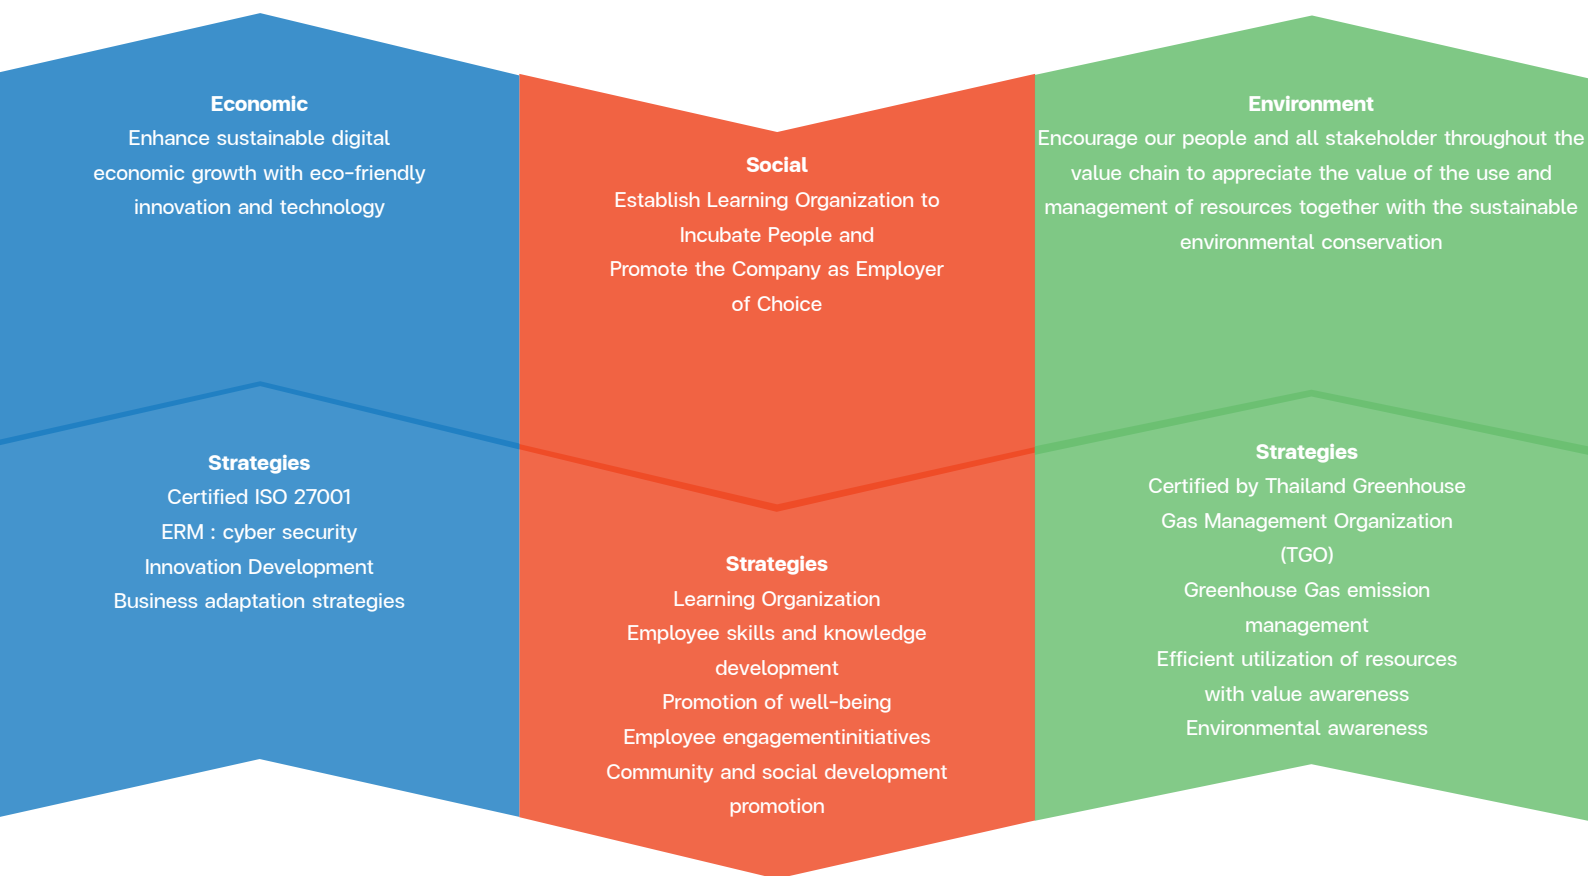 Economic
Enhance sustainable digital
economic growth with eco-friendly
innovation and technology
Strategies
Certified ISO 27001
ERM : cyber security
Innovation Development
Business adaptation strategies
Social
Establish Learning Organization to
Incubate People and
Promote the Company as Employer
of Choice
Strategies
Learning Organization
Employee skills and knowledge
development
Promotion of well-being
Employee engagementinitiatives
Community and social development
promotion
Environment
Encourage our people and all stakeholder throughout the
value chain to appreciate the value of the use and
management of resources together with the sustainable
environmental conservation
Strategies
Certified by Thailand Greenhouse
Gas Management Organization
(TGO)
Greenhouse Gas emission
management
Efficient utilization of resources
with value awareness
Environmental awareness